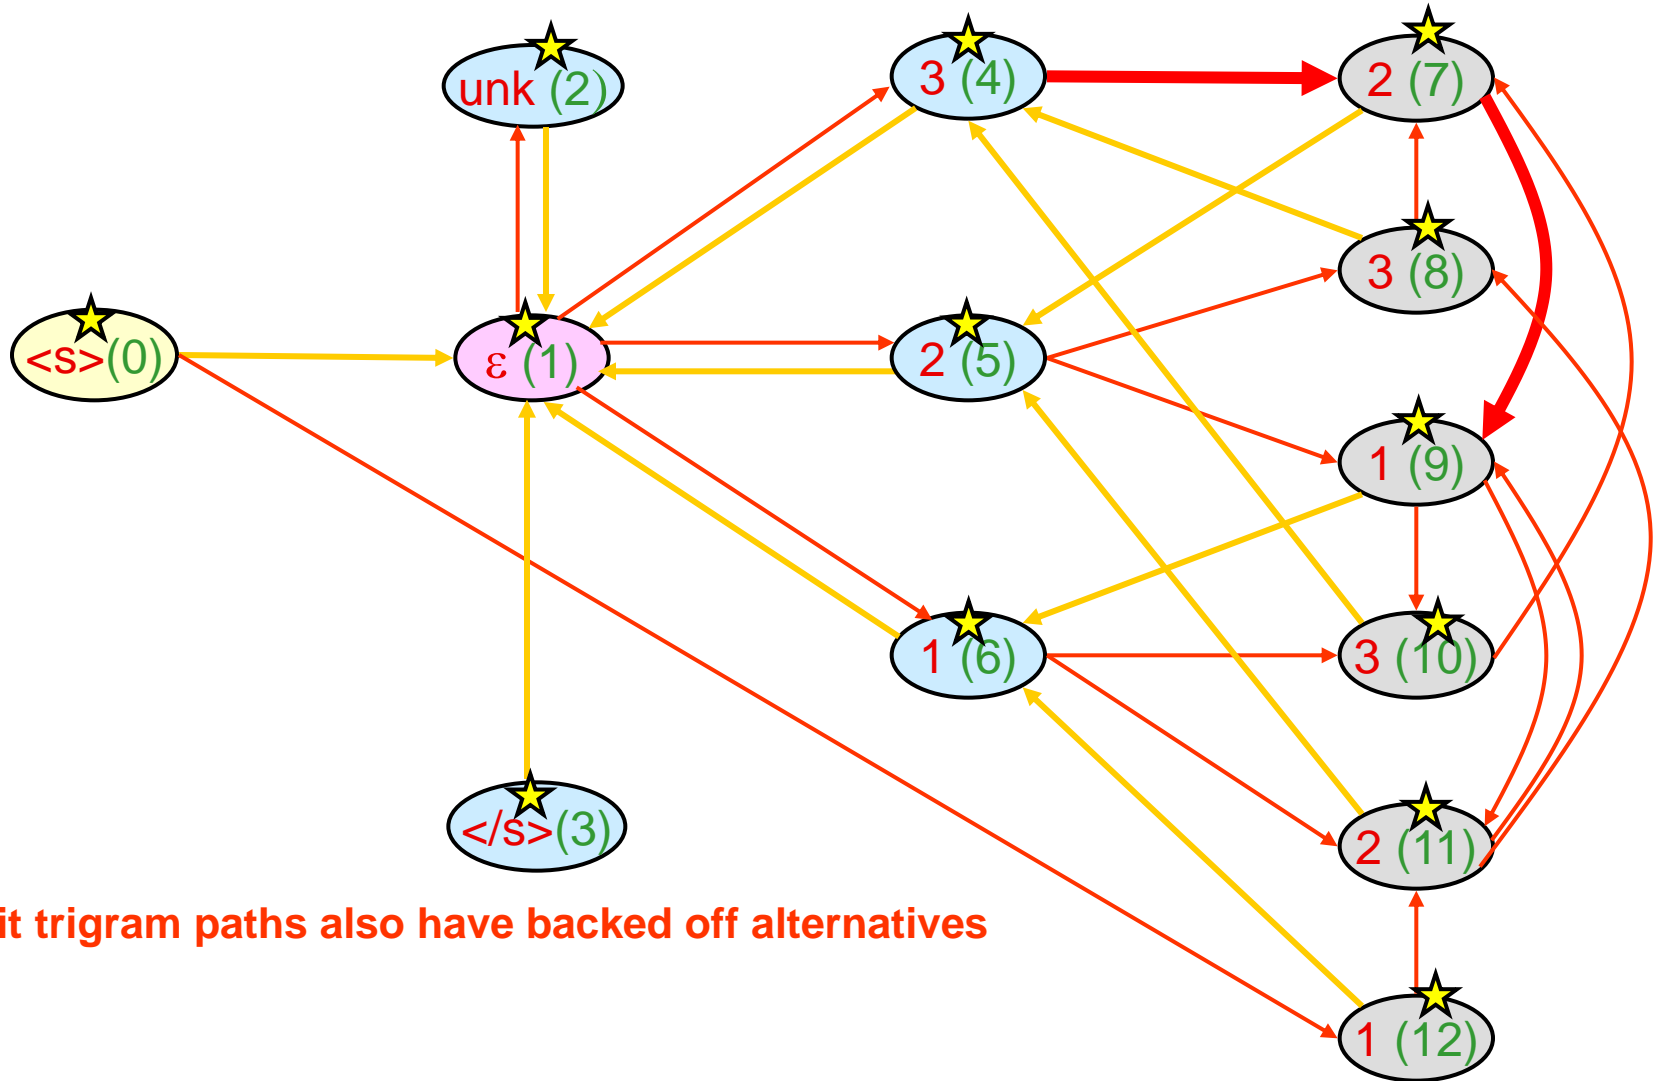 unk (2)
3 (4)
2 (7)
3 (8)
<s>(0)
ε (1)
2 (5)
1 (9)
1 (6)
3 (10)
</s>(3)
2 (11)
it trigram paths also have backed off alternatives
1 (12)